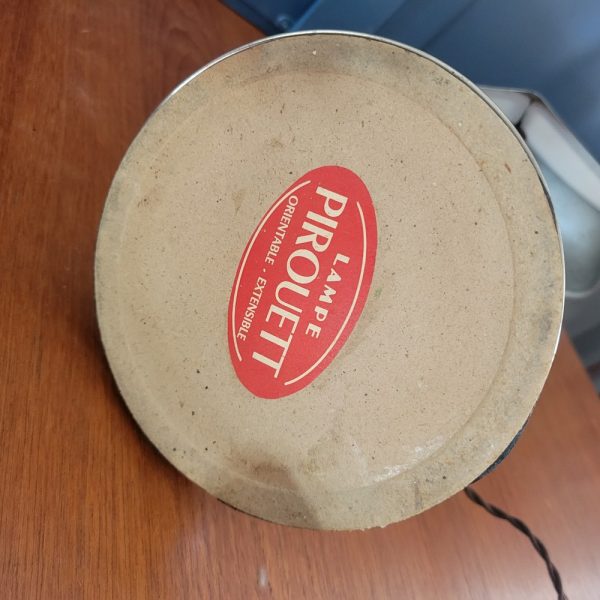 LAMPE
PIROUETT
ORIENTABLE · EXTENSIBLE